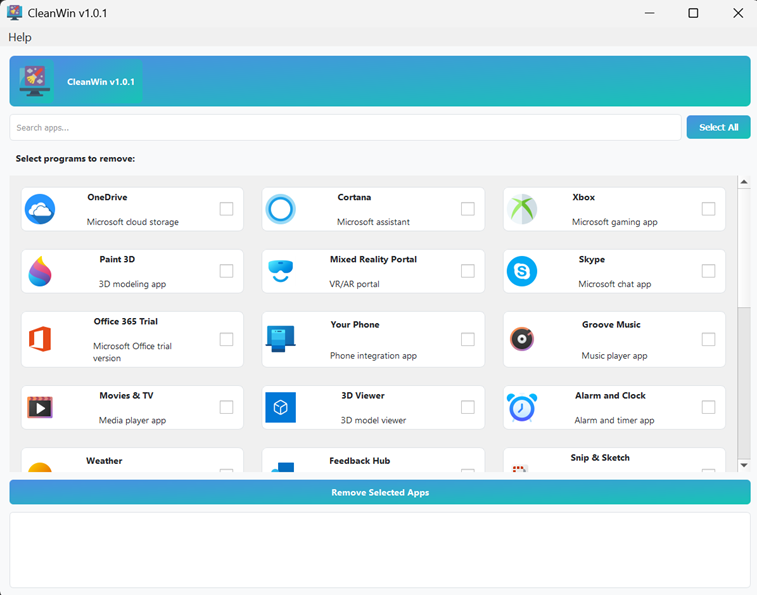 CleanWin v1.0.1
Help
CleanWin v1.0.1
Search apps...
Select All
Select programs to remove:
OneDrive
Microsoft cloud storage
Cortana
Microsoft assistant
Xbox
Microsoft gaming app
Paint 3D
3D modeling app
Mixed Reality Portal
VR/AR portal
Skype
Microsoft chat app
Office 365 Trial
Microsoft Office trial
version
Your Phone
Phone integration app
Groove Music
Music player app
Movies & TV
Media player app
3D Viewer
3D model viewer
Alarm and Clock
Alarm and timer app
Weather
Feedback Hub
Snip & Sketch
Remove Selected Apps